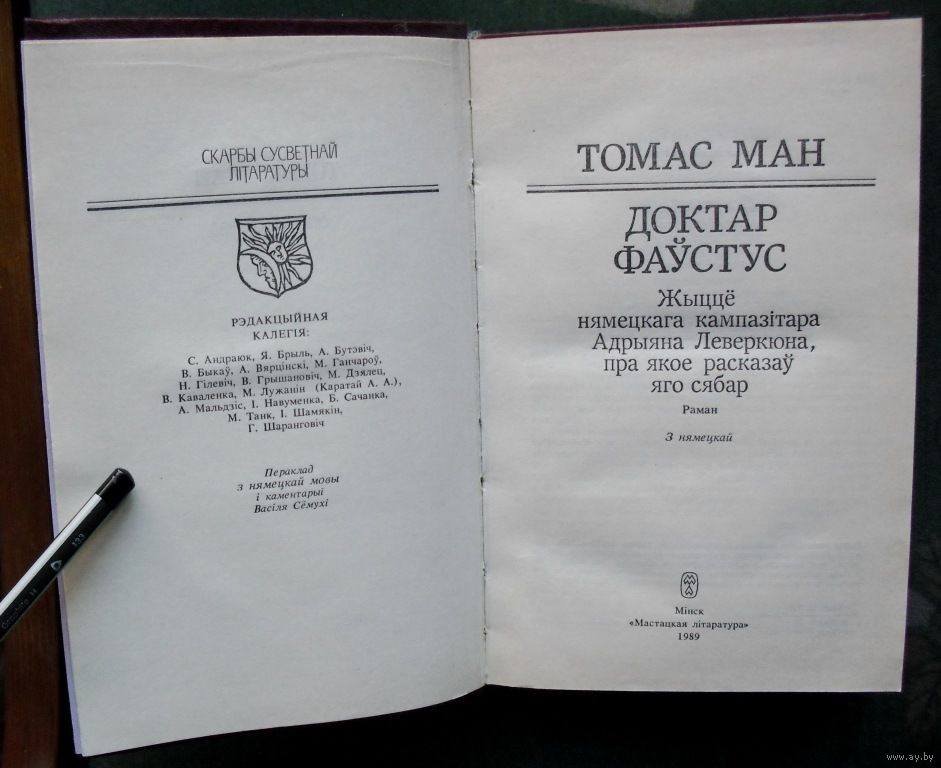 СКАРБЫ СУСВЕТНАЙ
ЛІТАРАТУРЫ
РЭДАКЦЫЙНАЯ
КАЛЕГІЯ:
С. Андраюк, Я. Брыль, А. Бутэвіч,
В. Быкаў, А. Вярцінскі, М. Ганчароў,
Н. Гілевіч, В. Грышановіч, М. Дзялец,
В. Каваленка, М. Лужанін (Каратай А. А.),
А. Мальдзіс, І. Навуменка, Б. Сачанка,
М. Танк, І. Шамякін,
Г. Шаранговіч
Пераклад
з нямецкай мовы
і каментарыі
Васіля Сёмухі
ТОМАС МАН
ДОКТАР
ФАЎСТУС
Жыццё
нямецкага кампазітара
Адрыяна Леверкюна,
пра якое расказаў
яго сябар
Раман
З нямецкай
Мінск
«Мастацкая літаратура»
1989
123
www.ay.by